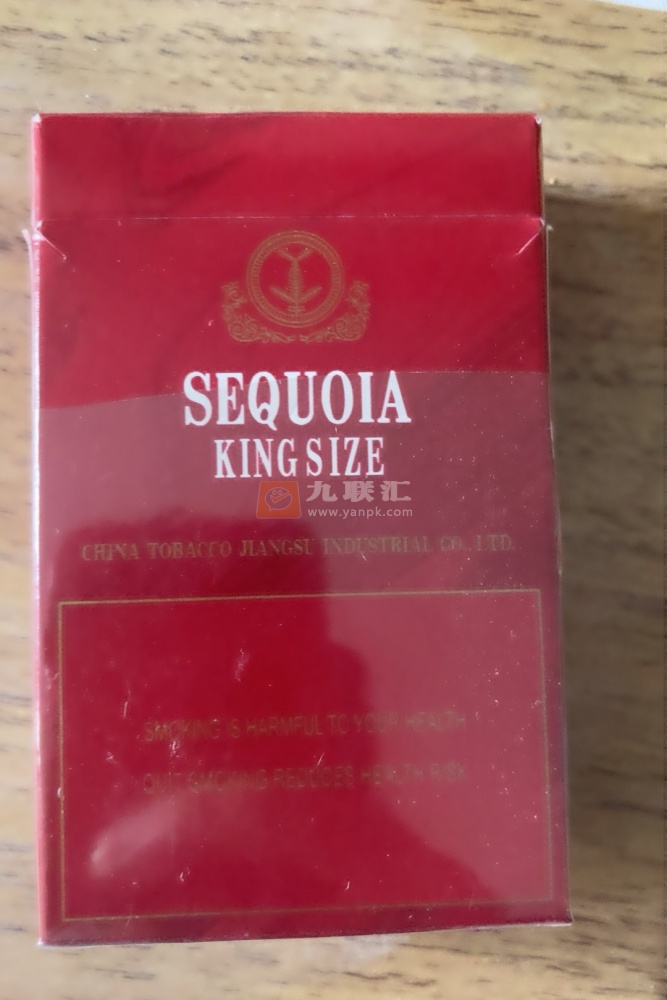 SEQUOIA
KING SIZE
九联汇
www.yanpk.com
CHINA TOBACCO JIANGSU INDUSTRIAL CO., LTD.
SMOKING IS HARMFUL TO YOUR HEALTH
QUIT SMOKING REDUCES HEALTH RISK